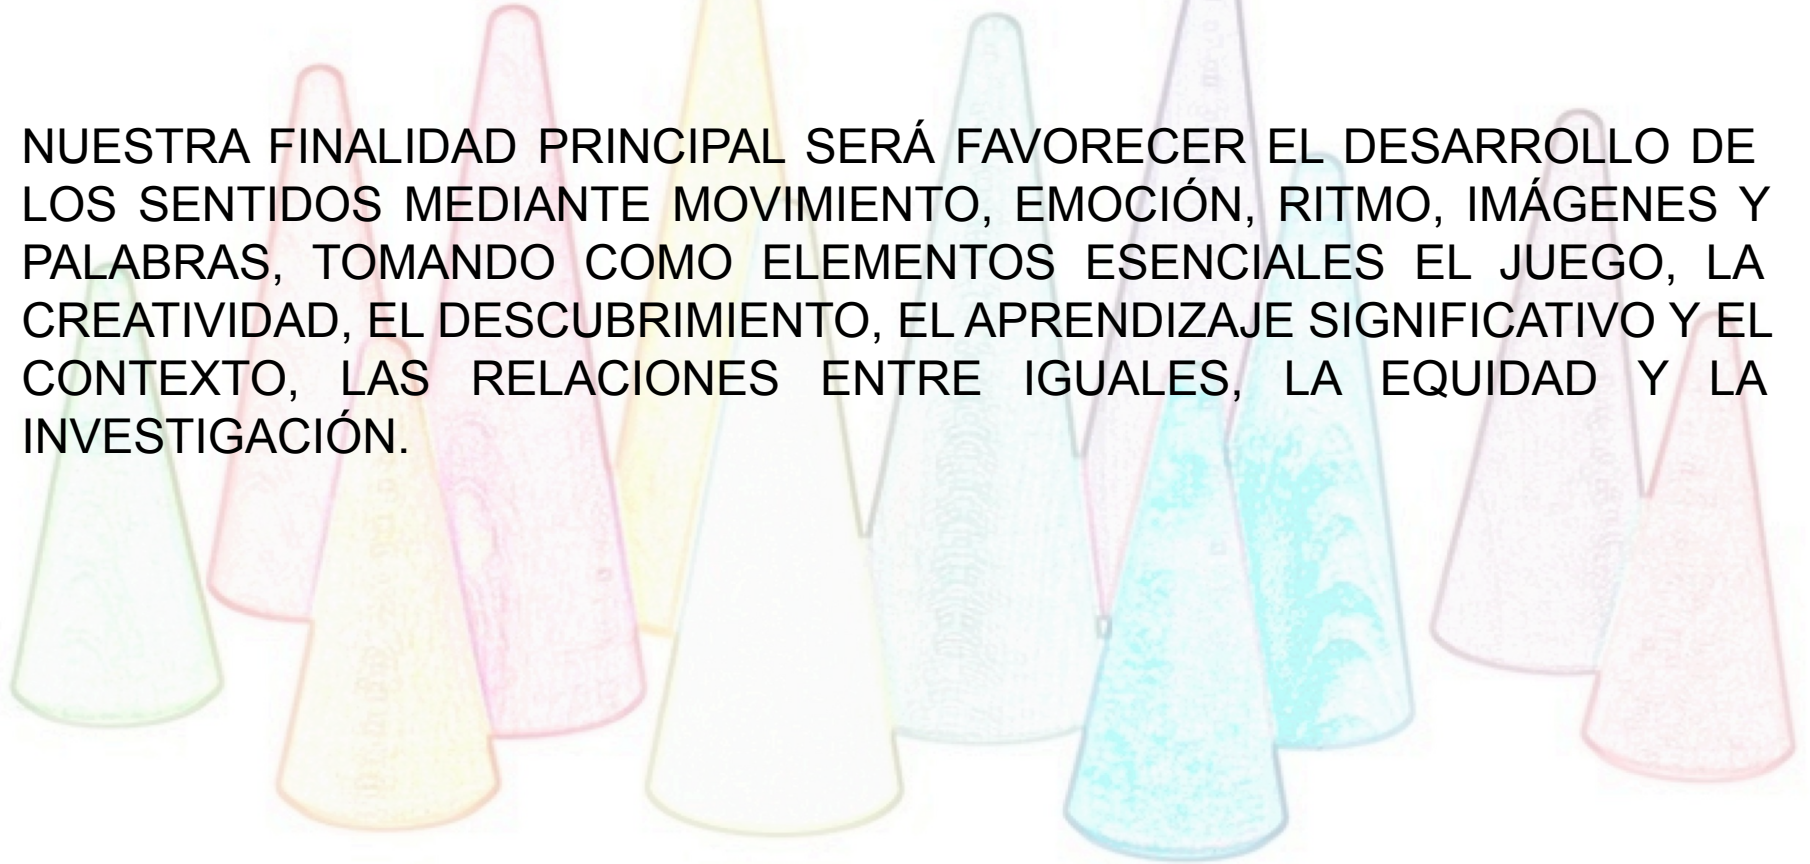 NUESTRA FINALIDAD PRINCIPAL SERÁ FAVORECER EL DESARROLLO DE
LOS SENTIDOS MEDIANTE MOVIMIENTO, EMOCIÓN, RITMO, IMÁGENES Y
PALABRAS, TOMANDO COMO ELEMENTOS ESENCIALES EL JUEGO, LA
CREATIVIDAD, EL DESCUBRIMIENTO, EL APRENDIZAJE SIGNIFICATIVO Y EL
CONTEXTO, LAS RELACIONES ENTRE IGUALES, LA EQUIDAD Y LA
INVESTIGACIÓN.